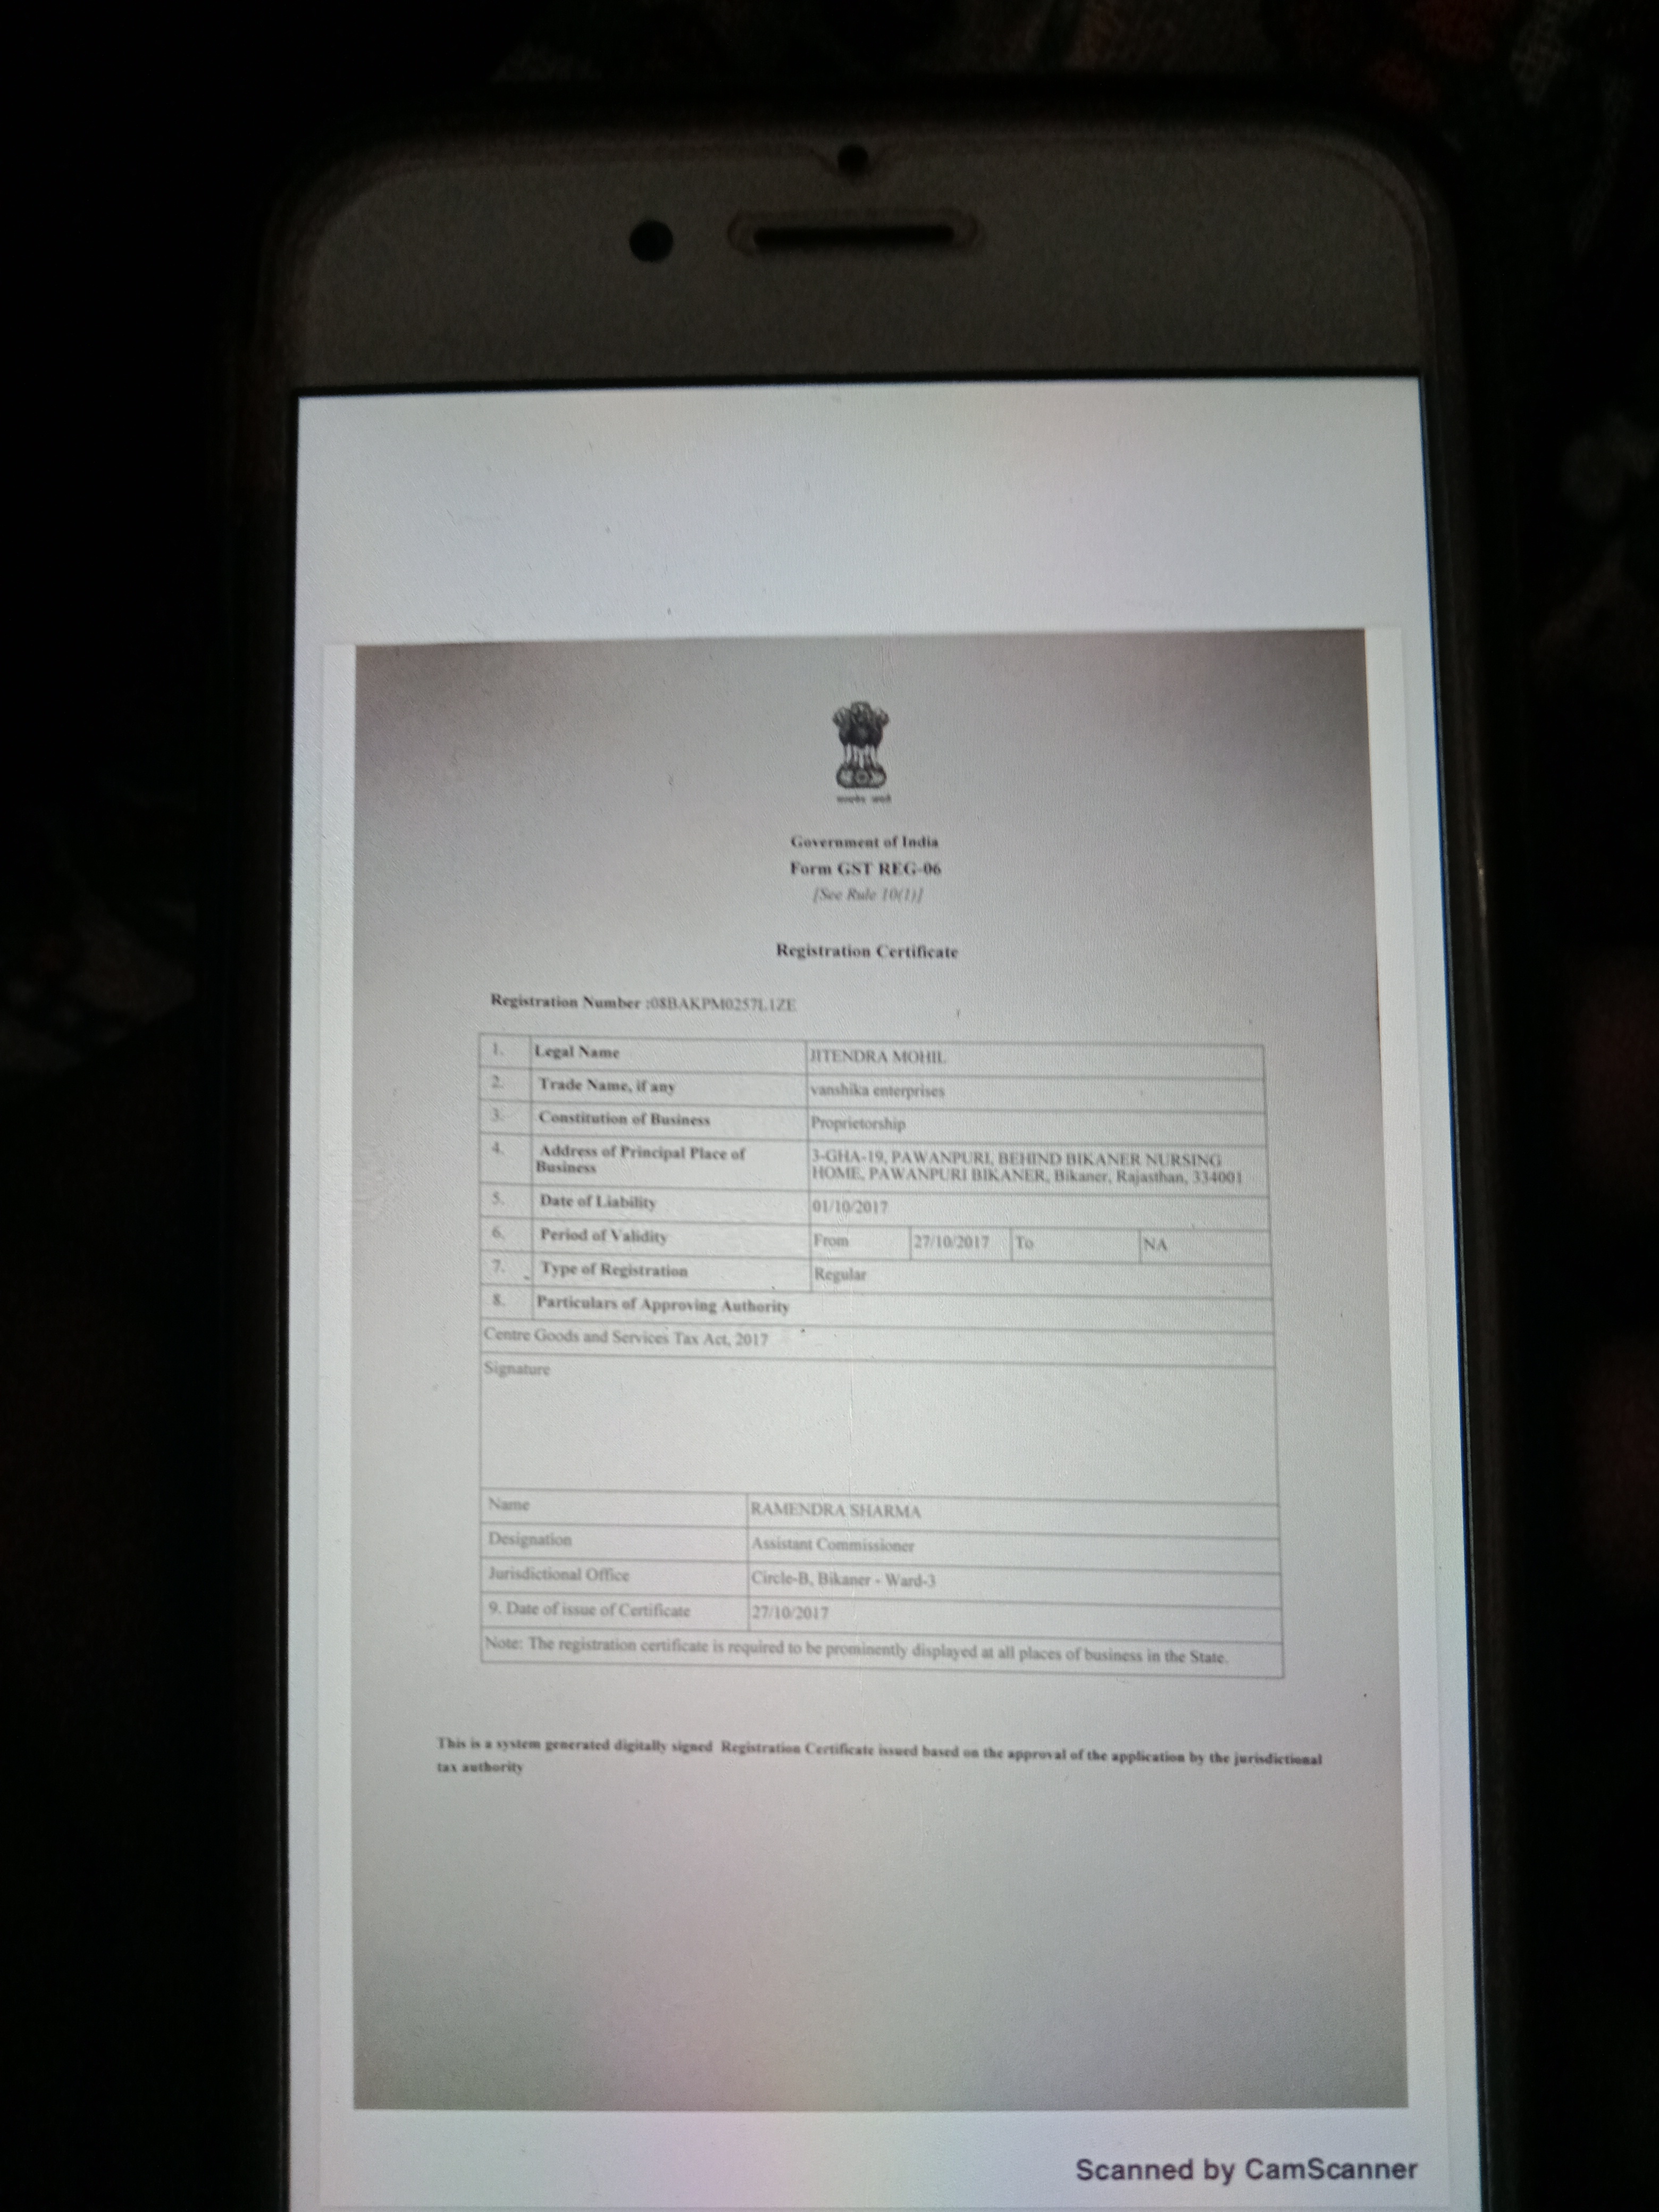 Government of India
Form GST REG-06
[See Rule 10(1)]
Registration Certificate
Registration Number :08BAKPM0257L1ZE
1. Legal Name JITENDRA MOHIL
2. Trade Name, if any vanshika enterprises
3. Constitution of Business Proprietorship
4. Address of Principal Place of Business 3-GHA-19, PAWANPURI, BEHIND BIKANER NURSING
HOME, PAWANPURI BIKANER, Bikaner, Rajasthan, 334001
5. Date of Liability 01/10/2017
6. Period of Validity From 27/10/2017 To NA
7. Type of Registration Regular
8. Particulars of Approving Authority
Centre Goods and Services Tax Act, 2017
Signature
Name RAMENDRA SHARMA
Designation Assistant Commissioner
Jurisdictional Office Circle-B, Bikaner - Ward-3
9. Date of issue of Certificate 27/10/2017
Note: The registration certificate is required to be prominently displayed at all places of business in the State.
This is a system generated digitally signed Registration Certificate issued based on the approval of the application by the jurisdictional
tax authority
Scanned by CamScanner